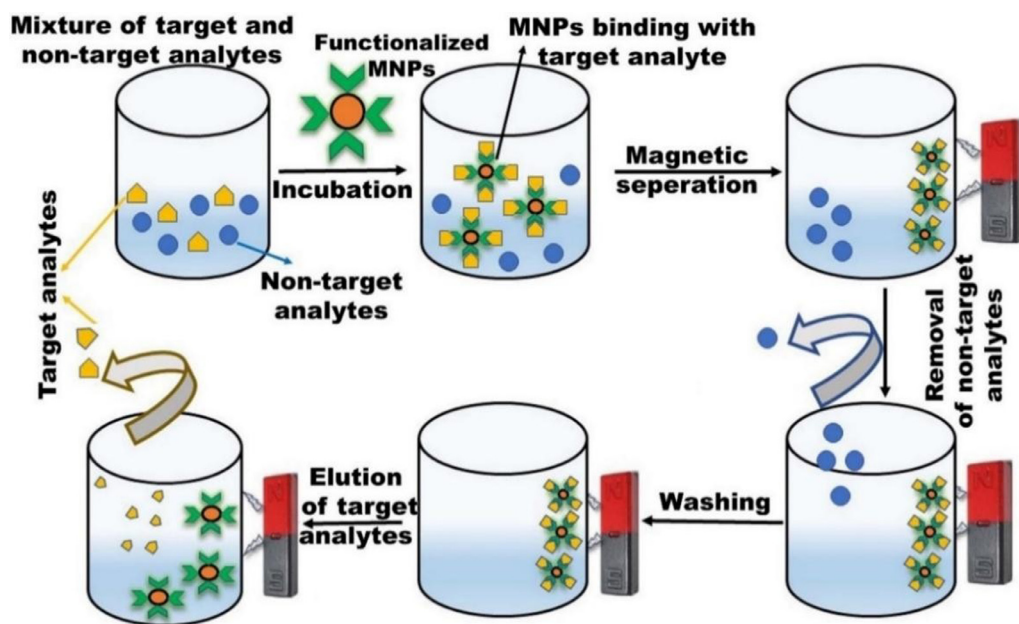 Mixture of target and
non-target analytes
Functionalized
MNPs
MNPs binding with
target analyte
Incubation
Magnetic
seperation
Non-target
analytes
Target analytes
Removal
of non-target
analytes
Washing
Elution
of target
analytes